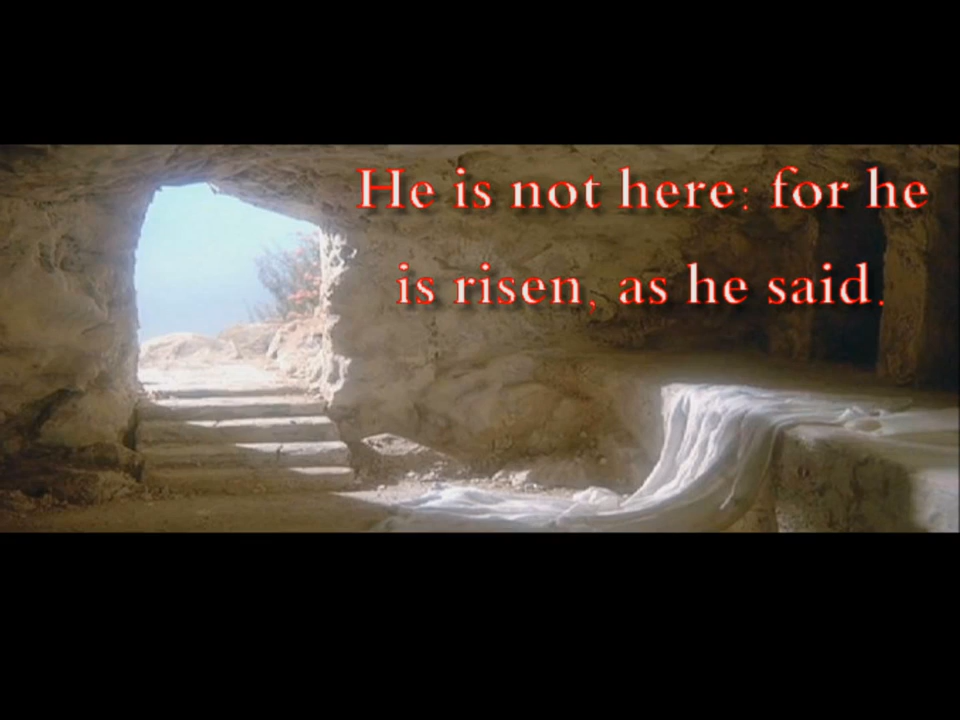 He is not here: for he
is risen, as he said.